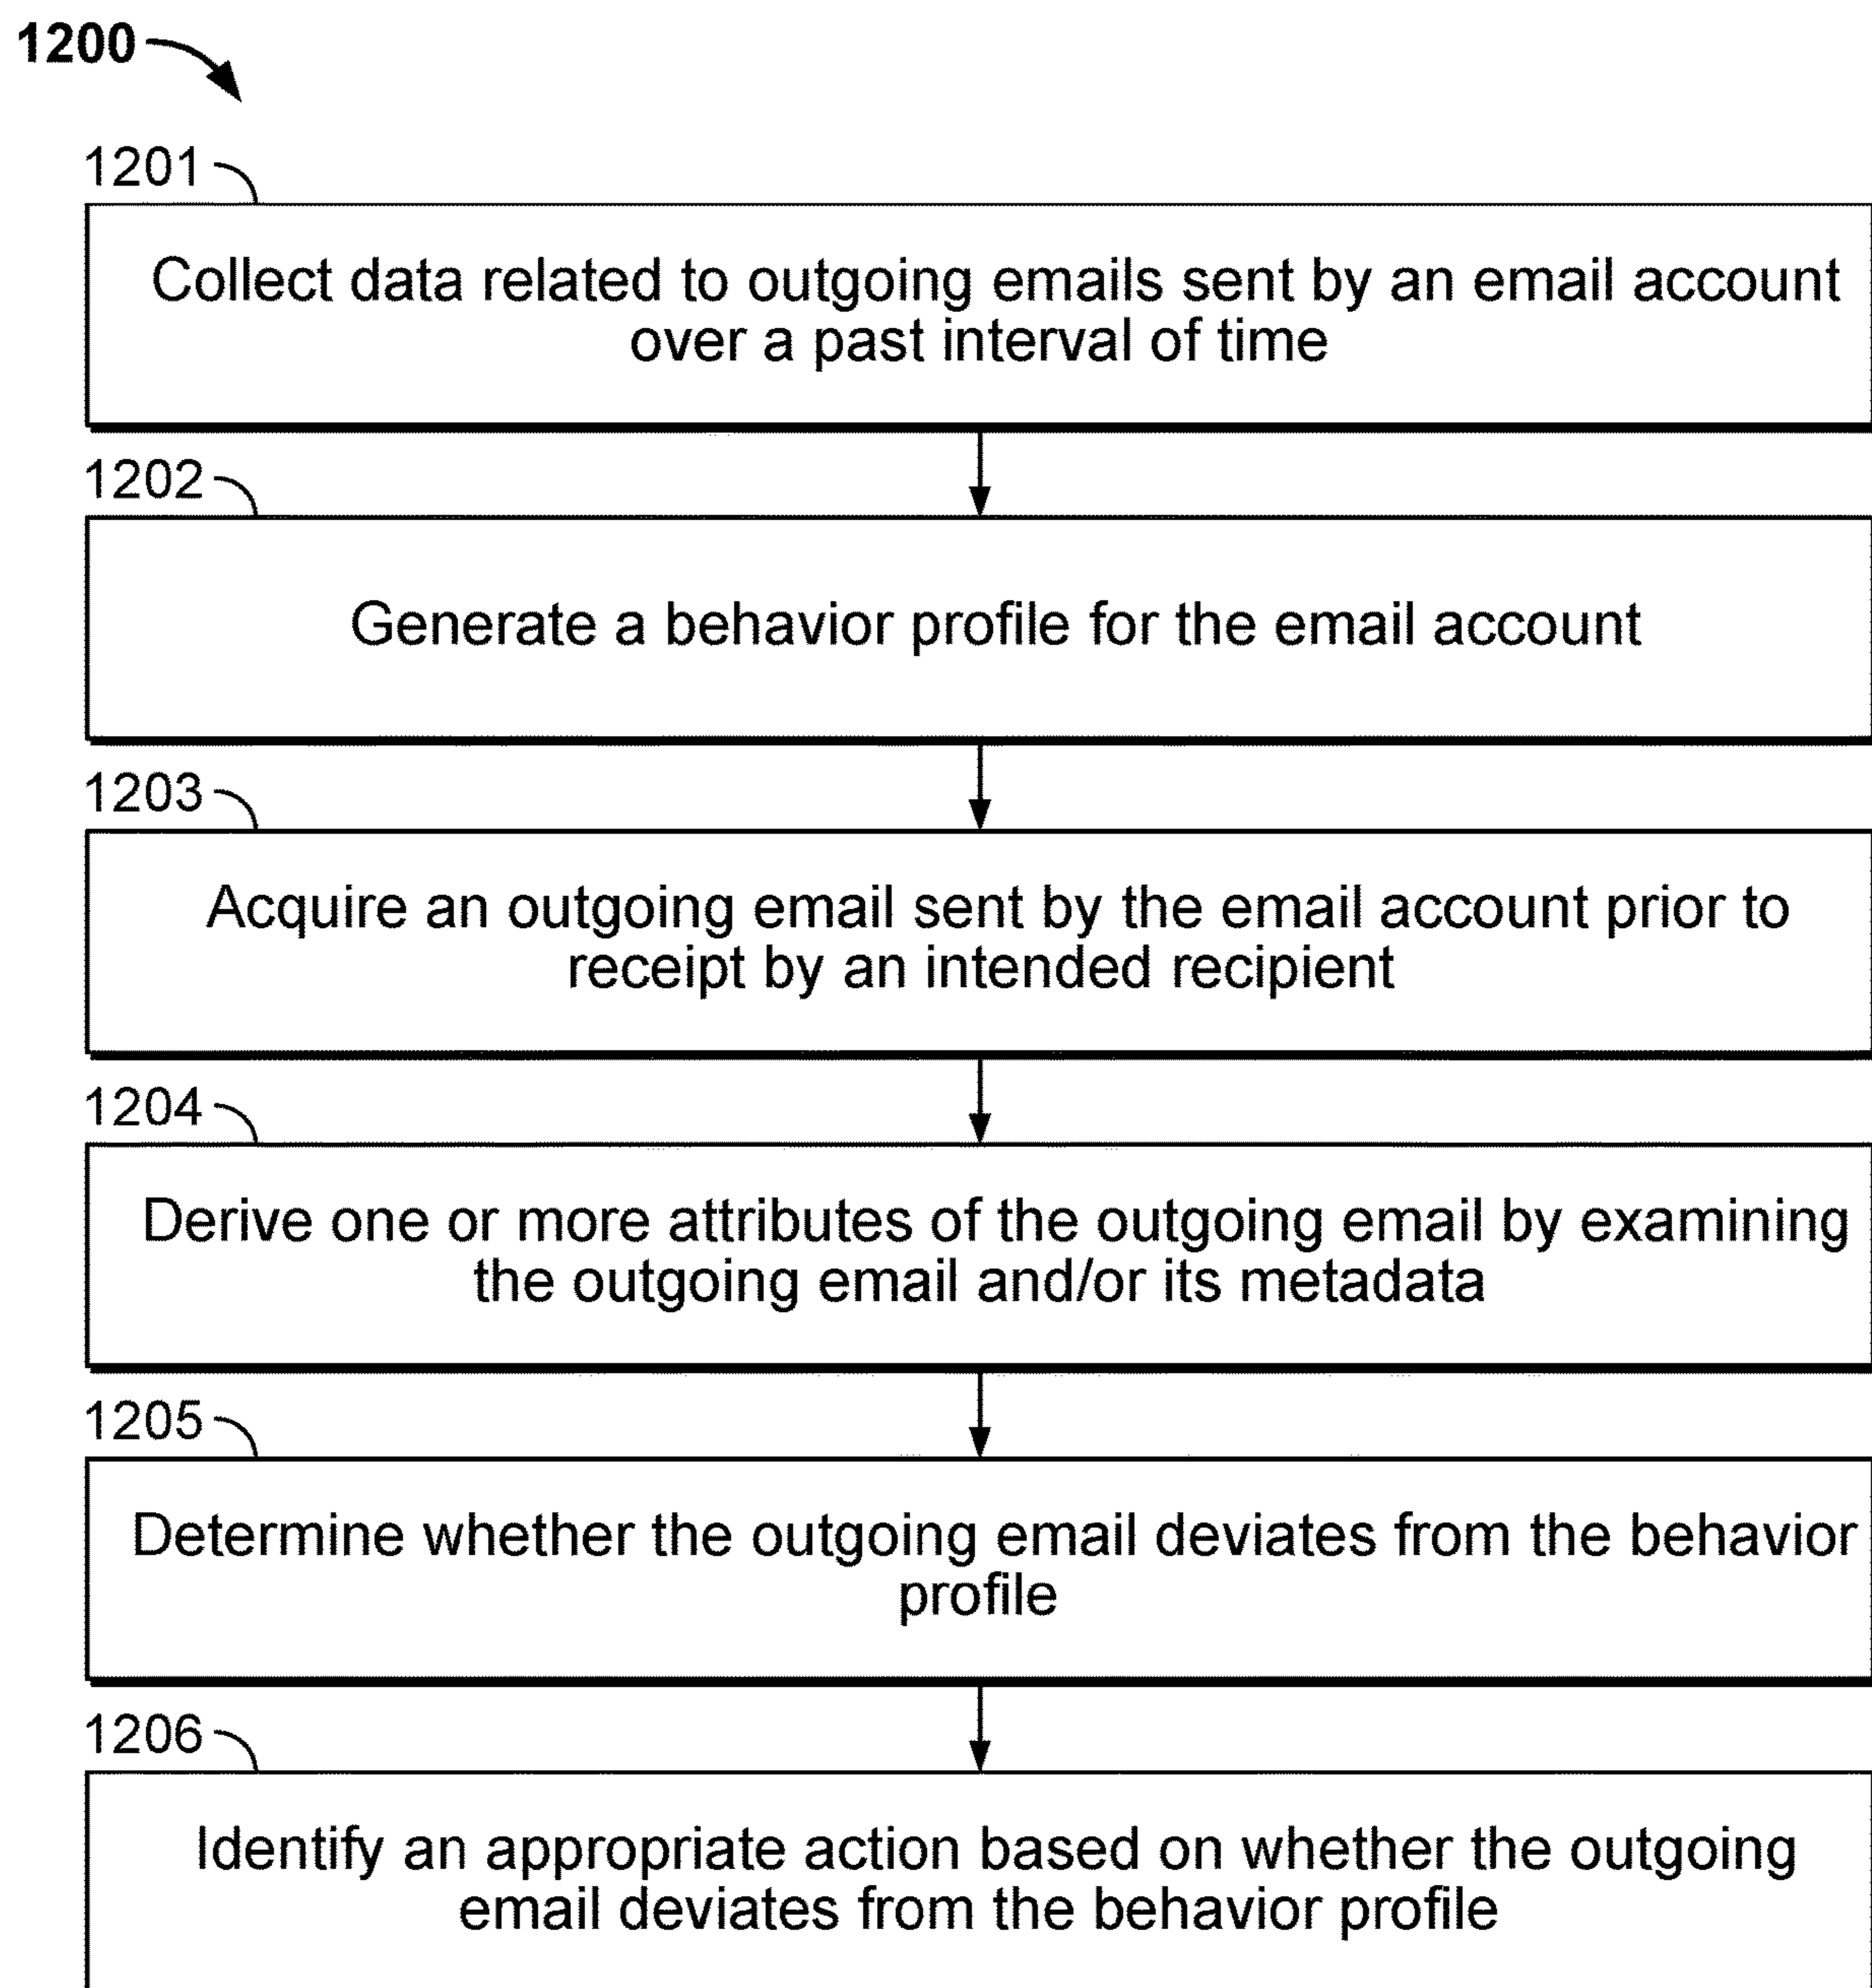 1200
1201
Collect data related to outgoing emails sent by an email account
over a past interval of time
1202
Generate a behavior profile for the email account
1203
Acquire an outgoing email sent by the email account prior to
receipt by an intended recipient
1204
Derive one or more attributes of the outgoing email by examining
the outgoing email and/or its metadata
1205
Determine whether the outgoing email deviates from the behavior
profile
1206
Identify an appropriate action based on whether the outgoing
email deviates from the behavior profile